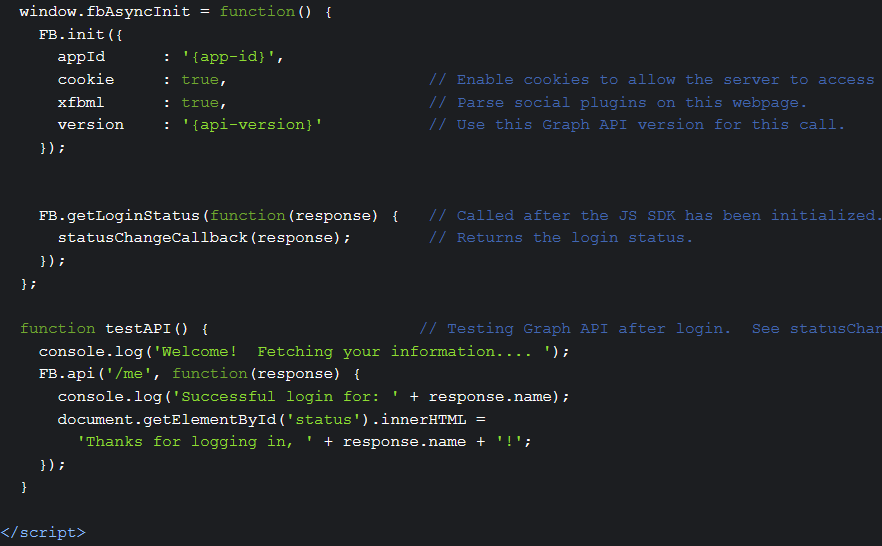 window.fbAsyncInit = function() {
FB.init({
appId : '{app-id}',
cookie : true, // Enable cookies to allow the server to access
xfbml : true, // Parse social plugins on this webpage.
version : '{api-version}' // Use this Graph API version for this call.
});
FB.getLoginStatus(function(response) { // Called after the JS SDK has been initialized.
statusChangeCallback(response); // Returns the login status.
});
};
function testAPI() { // Testing Graph API after login.  See statusChan
console.log('Welcome!  Fetching your information.... ');
FB.api('/me', function(response) {
console.log('Successful login for: ' + response.name);
document.getElementById('status').innerHTML =
'Thanks for logging in, ' + response.name + '!';
});
}
</script>